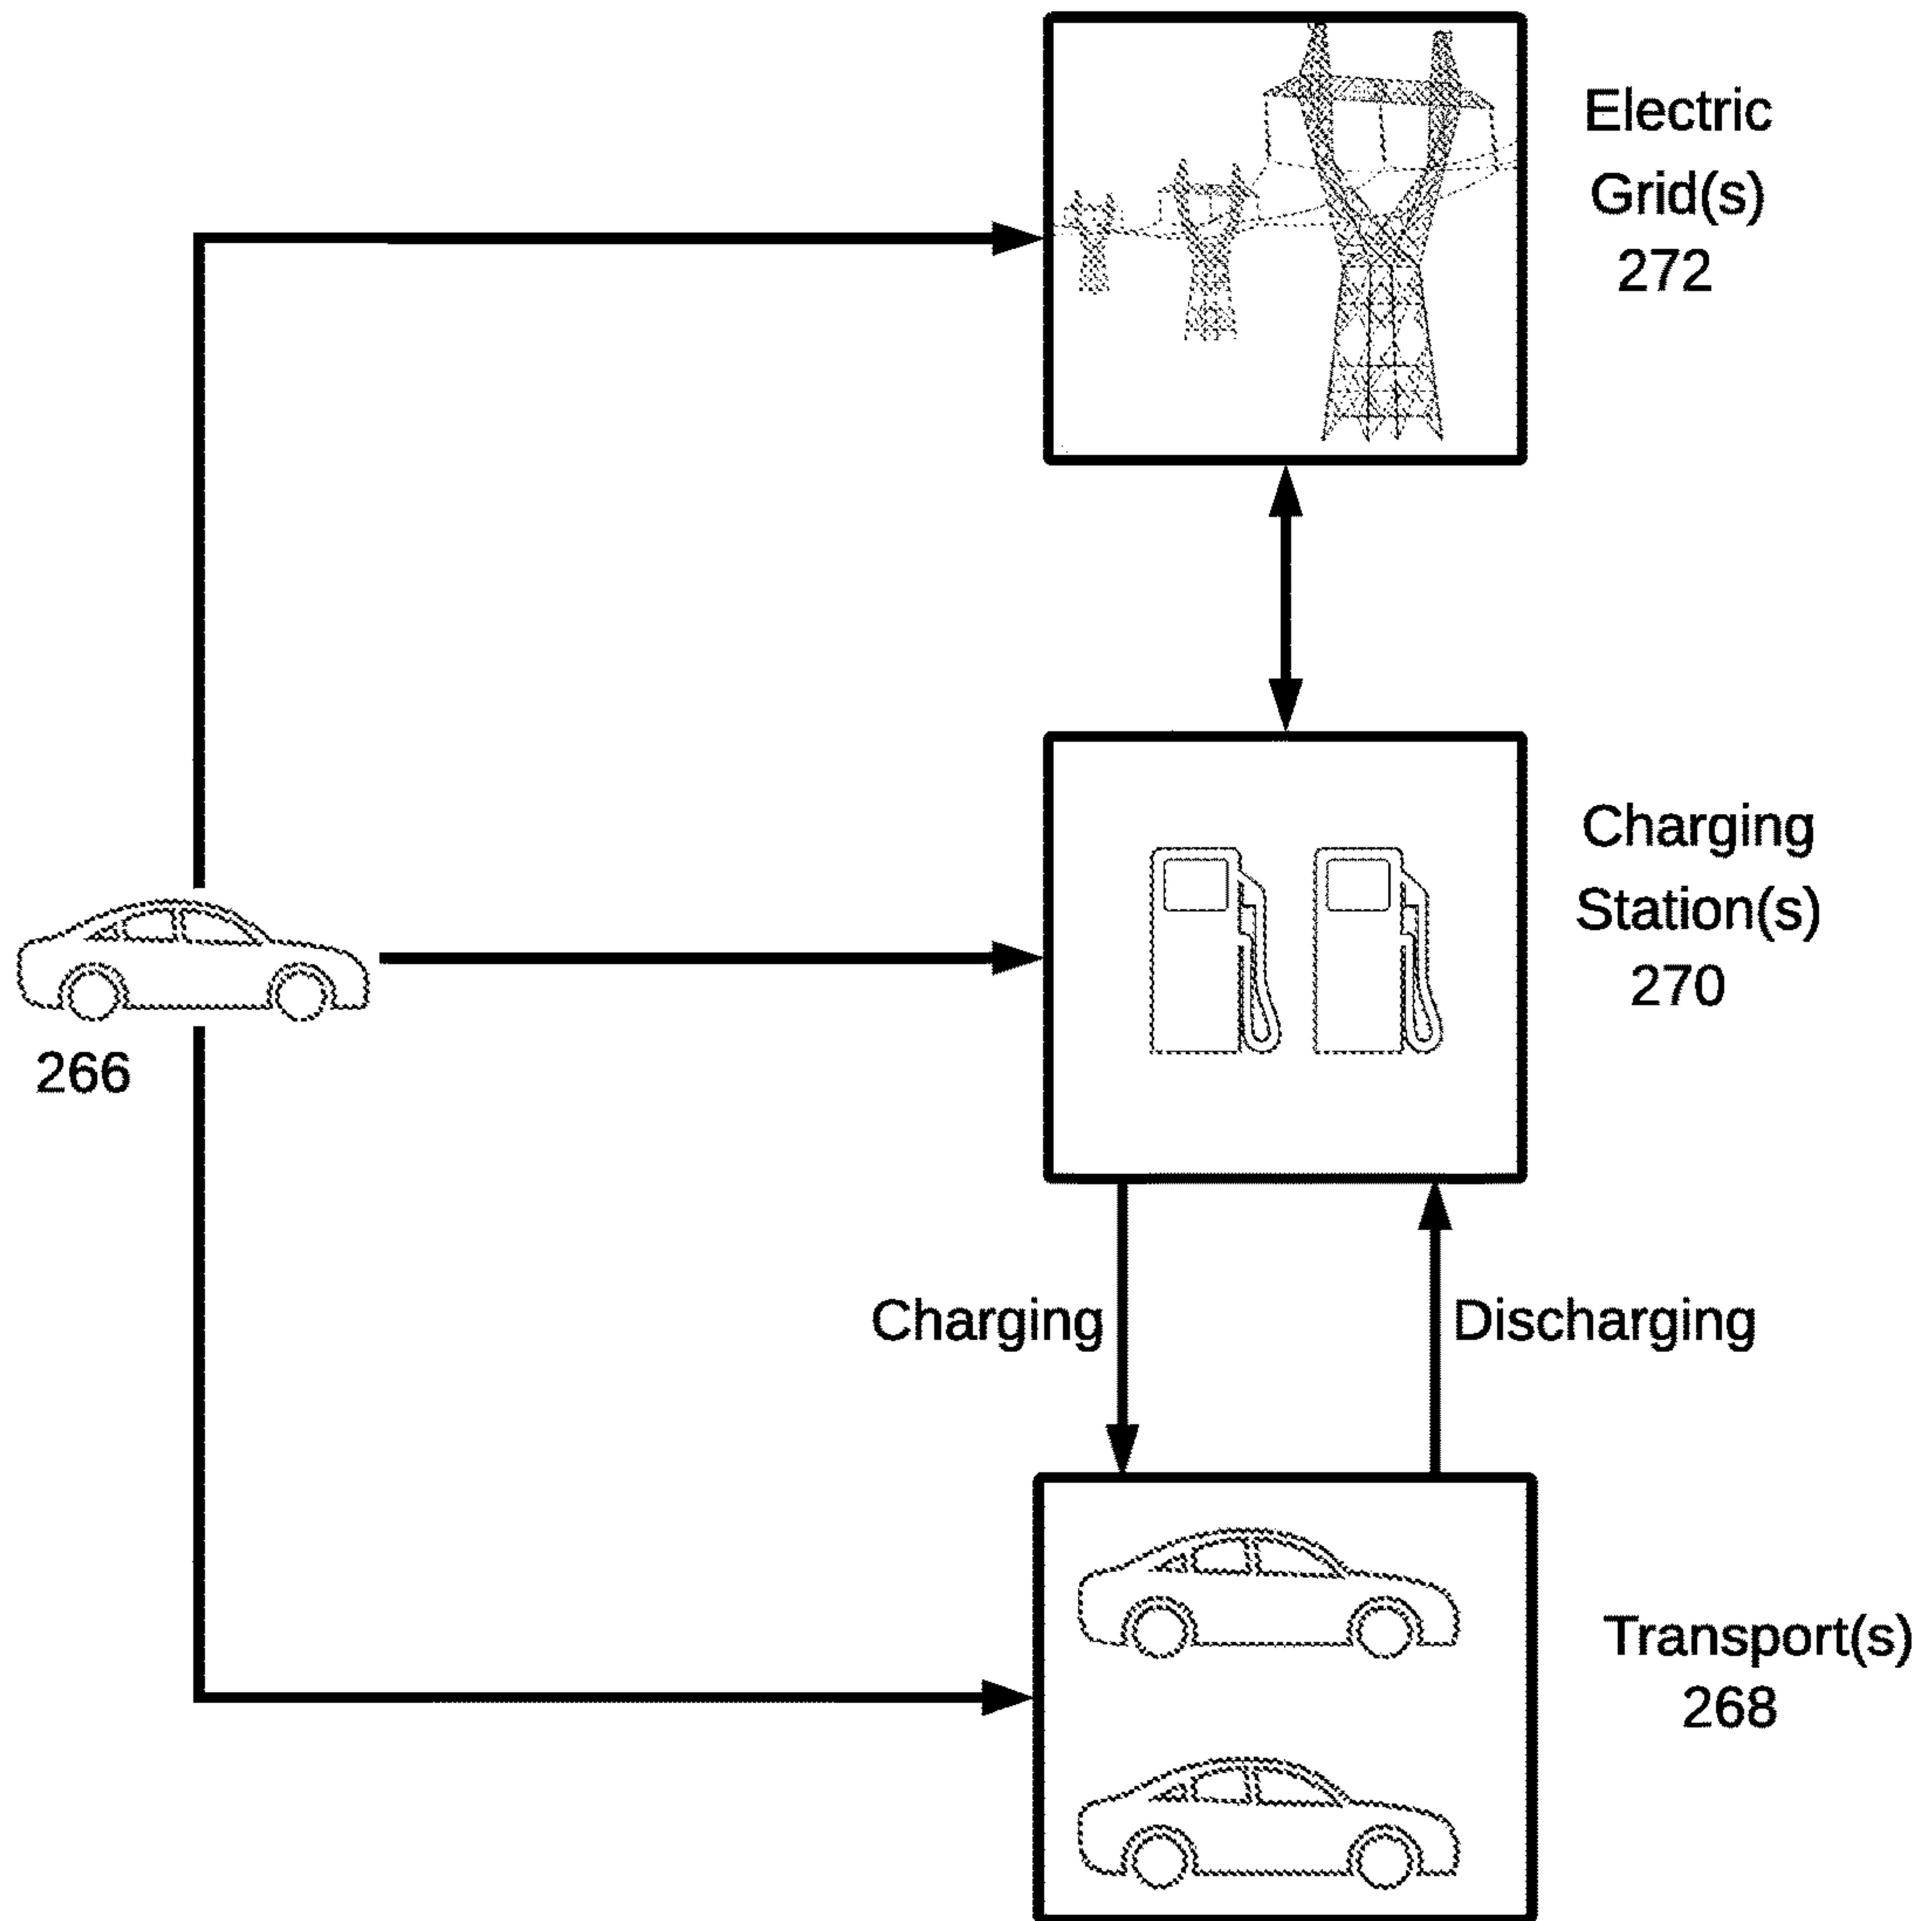 Electric
Grid(s)
272
Charging
Station(s)
270
266
Charging
Discharging
Transport(s)
268